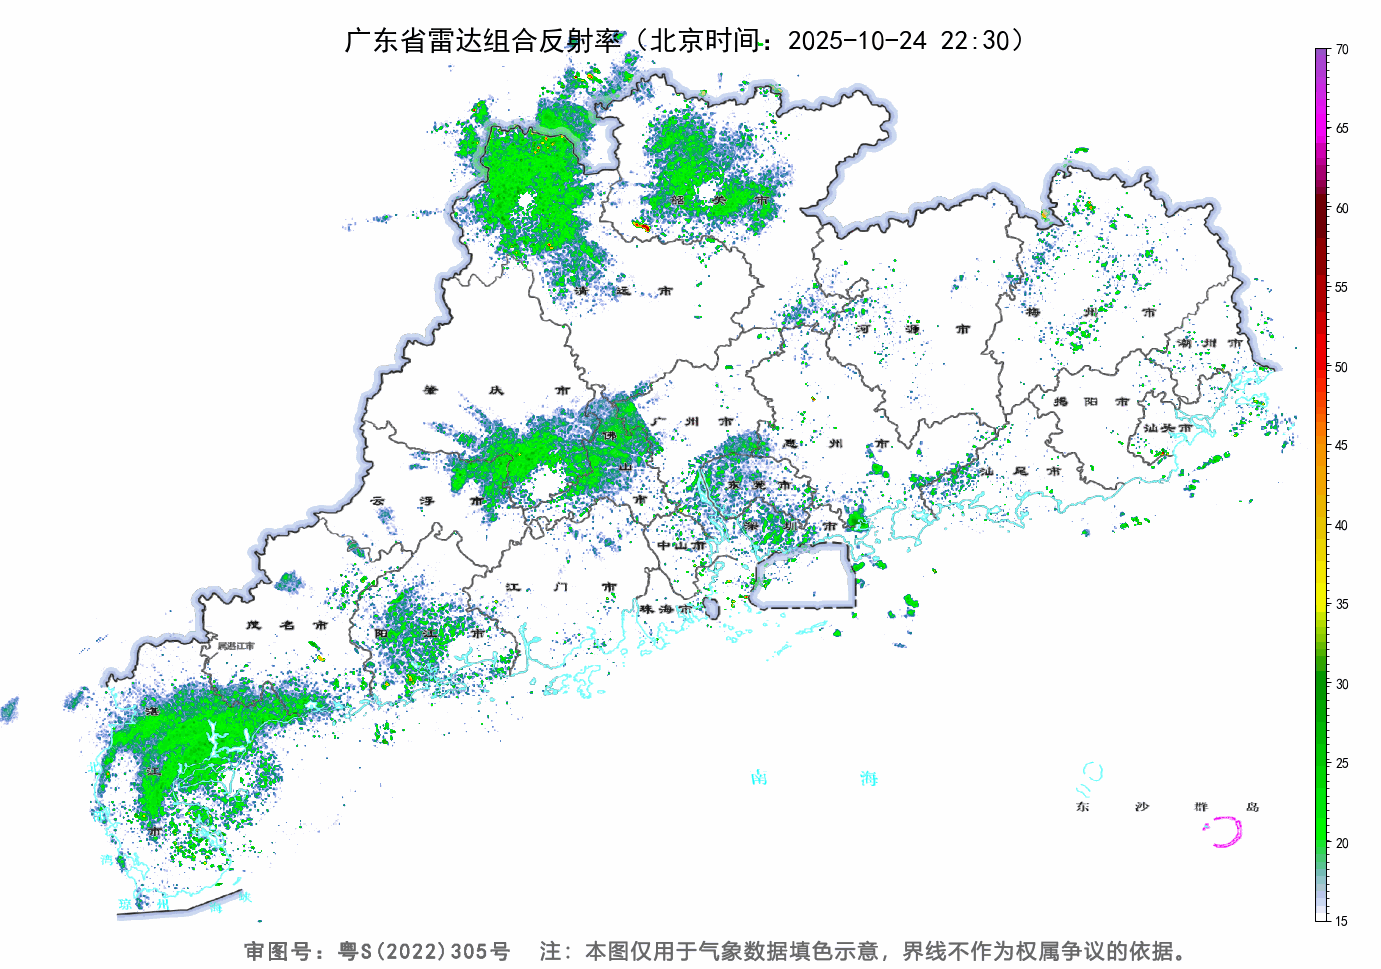 广东省雷达组合反射率（北京时间：2025-10-24 22:30）
70
65
60
55
50
45
40
35
30
25
20
15
韶 关 市
清 远 市
河 源 市
梅 州 市
潮 州 市
肇 庆 市
广 州 市
惠 州 市
揭 阳 市
汕头市
佛 山 市
云 浮 市
东 莞 市
汕 尾 市
深 圳 市
中山市
江 门 市
珠海市
茂 名 市
阳 江 市
属湛江市
湛 江 市
南 海
东 沙 群 岛
湾
琼 州 海 峡
审图号：粤S(2022)305号 注：本图仅用于气象数据填色示意，界线不作为权属争议的依据。